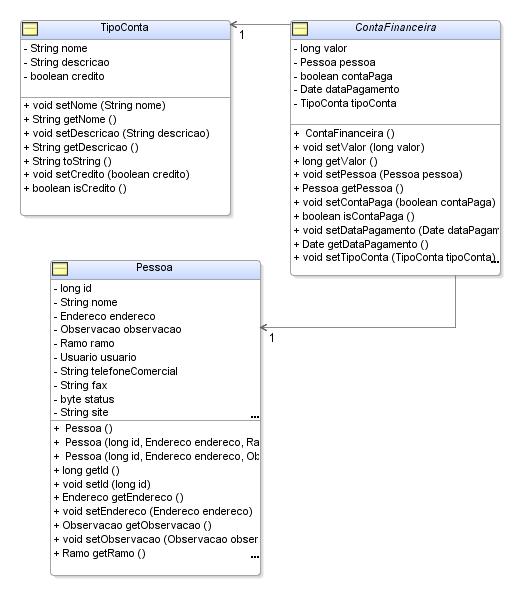 TipoConta
- String nome
- String descricao
- boolean credito
+ void setNome (String nome)
+ String getNome ()
+ void setDescricao (String descricao)
+ String getDescricao ()
+ String toString ()
+ void setCredito (boolean credito)
+ boolean isCredito ()
1
ContaFinanceira
- long valor
- Pessoa pessoa
- boolean contaPaga
- Date dataPagamento
- TipoConta tipoConta
+ ContaFinanceira ()
+ void setValor (long valor)
+ long getValor ()
+ void setPessoa (Pessoa pessoa)
+ Pessoa getPessoa ()
+ void setContaPaga (boolean contaPaga)
+ boolean isContaPaga ()
+ void setDataPagamento (Date dataPagam
+ Date getDataPagamento ()
+ void setTipoConta (TipoConta tipoConta)...
1
Pessoa
- long id
- String nome
- Endereco endereco
- Observacao observacao
- Ramo ramo
- Usuario usuario
- String telefoneComercial
- String fax
- byte status
- String site ...
+ Pessoa ()
+ Pessoa (long id, Endereco endereco, Ra
+ Pessoa (long id, Endereco endereco, Ob
+ long getId ()
+ void setId (long id)
+ Endereco getEndereco ()
+ void setEndereco (Endereco endereco)
+ Observacao getObservacao ()
+ void setObservacao (Observacao obser
+ Ramo getRamo () ...